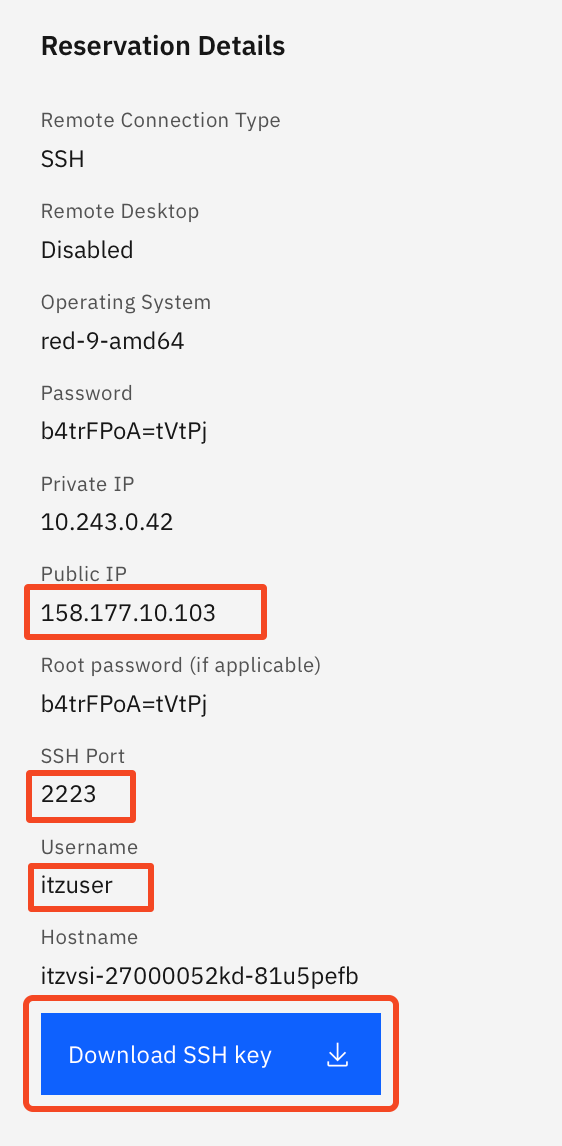 Reservation Details
Remote Connection Type
SSH
Remote Desktop
Disabled
Operating System
red-9-amd64
Password
b4trFPoA=tVtPj
Private IP
10.243.0.42
Public IP
158.177.10.103
Root password (if applicable)
b4trFPoA=tVtPj
SSH Port
2223
Username
itzuser
Hostname
itzvsi-27000052kd-81u5pefb
Download SSH key